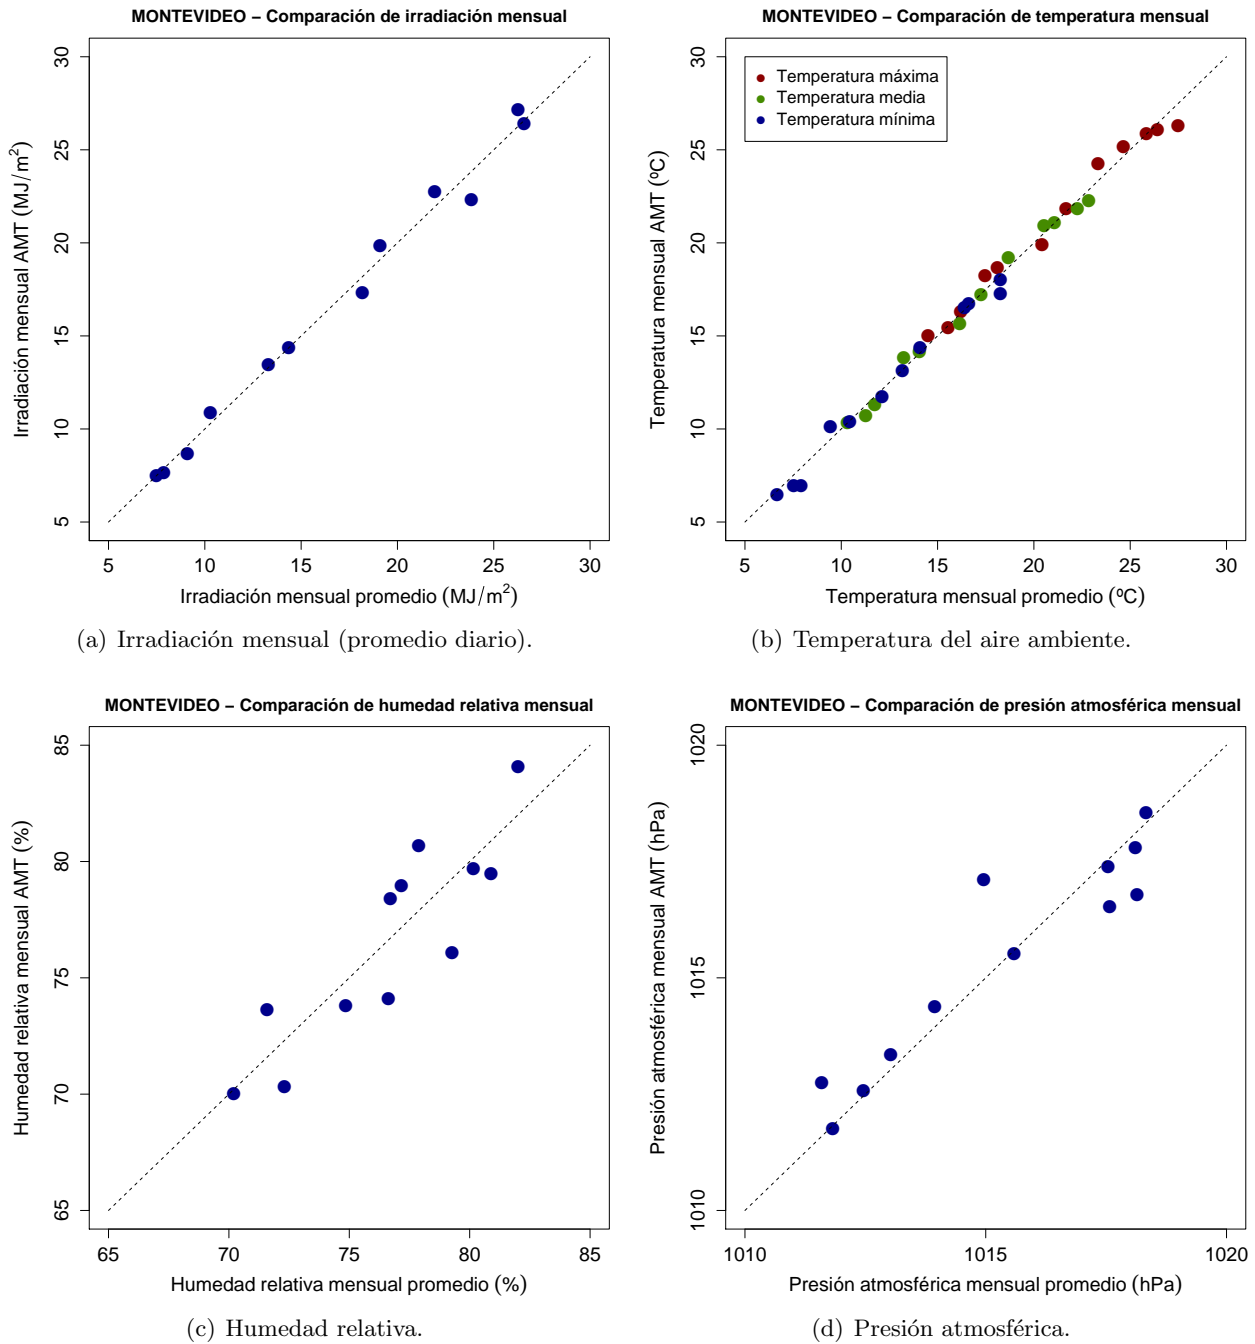 MONTEVIDEO – Comparación de irradiación mensual
Irradiación mensual AMT (MJ/m²)
30
25
20
15
10
5
5 10 15 20 25 30
Irradiación mensual promedio (MJ/m²)
(a) Irradiación mensual (promedio diario).
MONTEVIDEO – Comparación de temperatura mensual
Temperatura mensual AMT (ºC)
30
25
20
15
10
5
Temperatura máxima
Temperatura media
Temperatura mínima
5 10 15 20 25 30
Temperatura mensual promedio (ºC)
(b) Temperatura del aire ambiente.
MONTEVIDEO – Comparación de humedad relativa mensual
Humedad relativa mensual AMT (%)
85
80
75
70
65
65 70 75 80 85
Humedad relativa mensual promedio (%)
(c) Humedad relativa.
MONTEVIDEO – Comparación de presión atmosférica mensual
Presión atmosférica mensual AMT (hPa)
1020
1015
1010
1010 1015 1020
Presión atmosférica mensual promedio (hPa)
(d) Presión atmosférica.